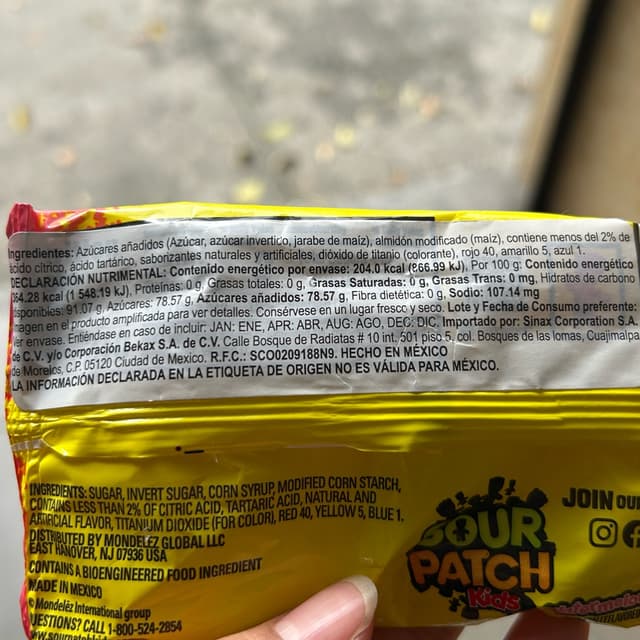 Ingredientes: Azúcares añadidos (Azúcar, azúcar invertico, jarabe de maíz), almidón modificado (maíz), contiene menos del 2% de
ácido cítrico, ácido tartárico, saborizantes naturales y artificiales, dióxido de titanio (colorante), rojo 40, amarillo 5, azul 1.
DECLARACIÓN NUTRIMENTAL: Contenido energético por envase: 204.0 kcal (866.99 kJ), Por 100 g: Contenido energético
364.28 kcal (1 548.19 kJ), Proteínas: 0 g, Grasas totales: 0 g, Grasas Saturadas: 0 g, Grasas Trans: 0 mg, Hidratos de carbono
disponibles: 91.07 g, Azúcares: 78.57 g, Azúcares añadidos: 78.57 g, Fibra dietética: 0 g, Sodio: 107.14 mg
imagen en el producto amplificada para ver detalles. Consérvese en un lugar fresco y seco. Lote y Fecha de Consumo preferente:
Ver envase. Entiéndase en caso de incluir: JAN: ENE, APR: ABR, AUG: AGO, DEC: DIC. Importado por: Sinax Corporation S.A.
de C.V. y/o Corporación Bekax S.A. de C.V. Calle Bosque de Radiatas # 10 int. 501 piso 5, col. Bosques de las lomas, Cuajimalpa
de Morelos, C.P. 05120 Ciudad de Mexico. R.F.C.: SCO0209188N9. HECHO EN MÉXICO
LA INFORMACIÓN DECLARADA EN LA ETIQUETA DE ORIGEN NO ES VÁLIDA PARA MÉXICO.
INGREDIENTS: SUGAR, INVERT SUGAR, CORN SYRUP, MODIFIED CORN STARCH,
CONTAINS LESS THAN 2% OF CITRIC ACID, TARTARIC ACID, NATURAL AND
ARTIFICIAL FLAVOR, TITANIUM DIOXIDE (FOR COLOR), RED 40, YELLOW 5, BLUE 1.
DISTRIBUTED BY MONDELĒZ GLOBAL LLC
EAST HANOVER, NJ 07936 USA
CONTAINS A BIOENGINEERED FOOD INGREDIENT
MADE IN MEXICO
© Mondelēz International group
QUESTIONS? CALL 1-800-524-2854
SOUR
PATCH
Kids
JOIN OUR